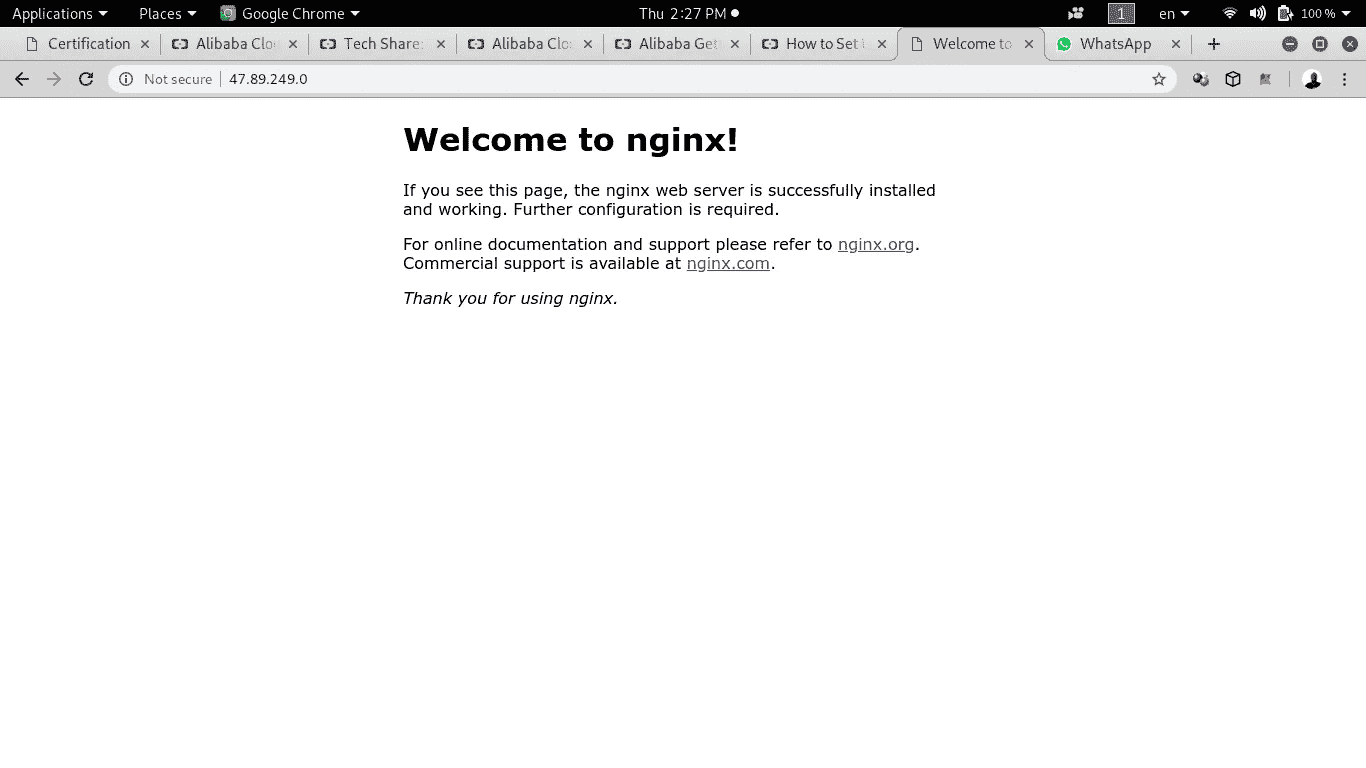 Applications Places Google Chrome Thu 2:27 PM 1 en 100 %
Certification Alibaba Clo Tech Share: Alibaba Clo Alibaba Get How to Set Welcome to WhatsApp
Not secure 47.89.249.0
Welcome to nginx!
If you see this page, the nginx web server is successfully installed
and working. Further configuration is required.
For online documentation and support please refer to nginx.org.
Commercial support is available at nginx.com.
Thank you for using nginx.